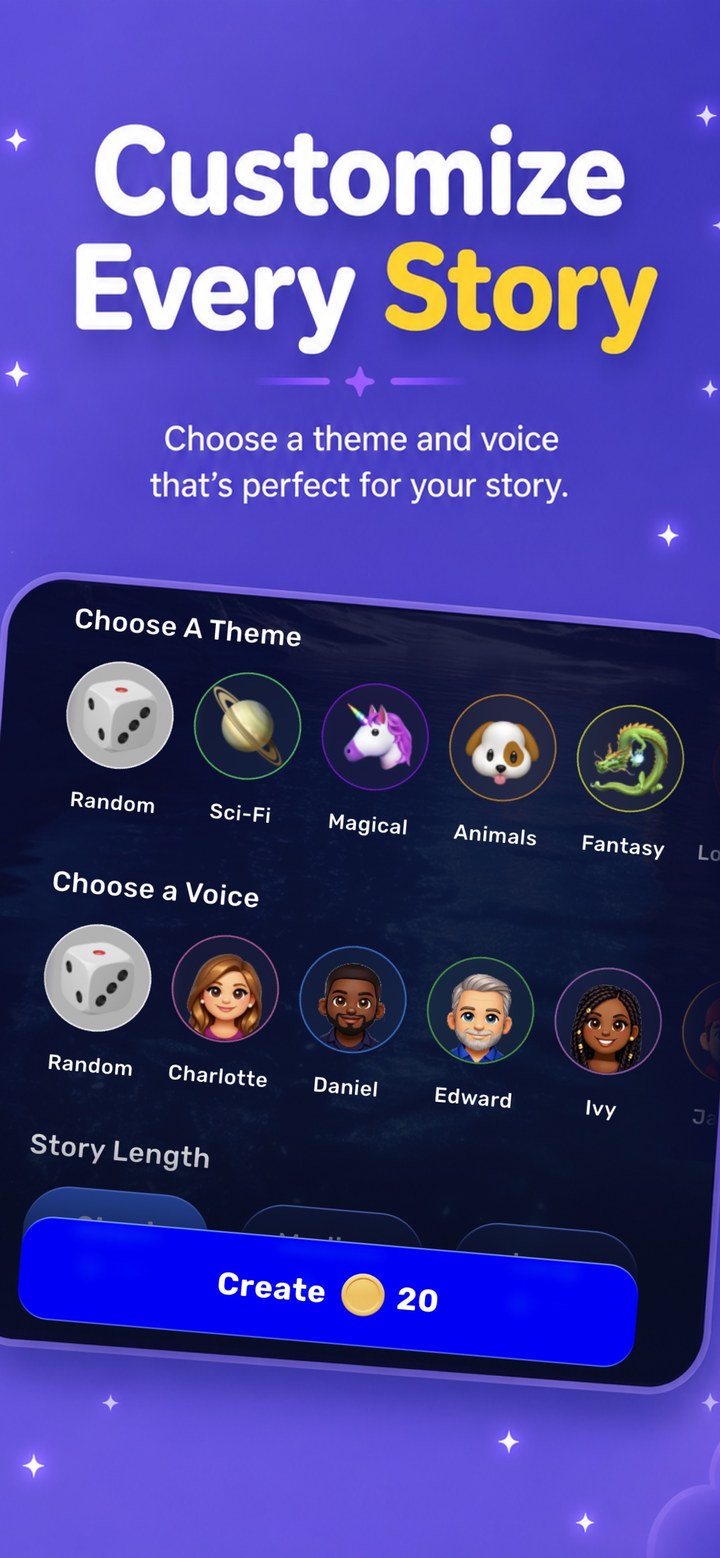 Customize
Every Story
Choose a theme and voice
that’s perfect for your story.
Choose A Theme
Random
Sci-Fi
Magical
Animals
Fantasy
Choose a Voice
Random
Charlotte
Daniel
Edward
Ivy
Story Length
Create 20